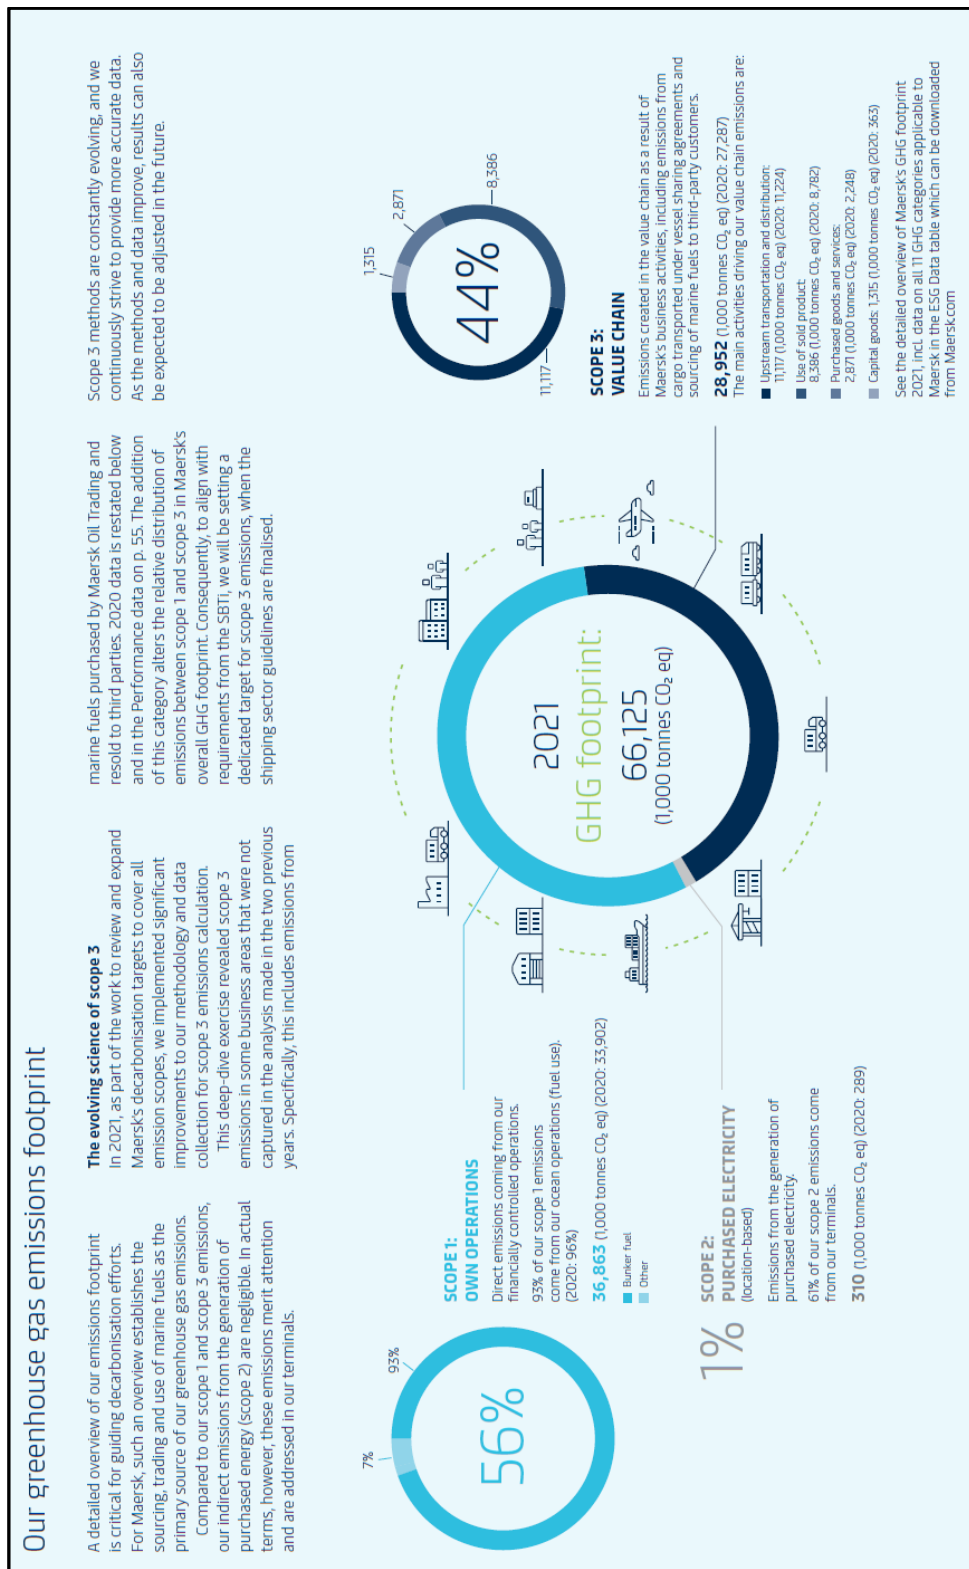 Our greenhouse gas emissions footprint
A detailed overview of our emissions footprint
is critical for guiding decarbonisation efforts.
For Maersk, such an overview establishes the
sourcing, trading and use of marine fuels as the
primary source of our greenhouse gas emissions.
Compared to our scope 1 and scope 3 emissions,
our indirect emissions from the generation of
purchased energy (scope 2) are negligible. In actual
terms, however, these emissions merit attention
and are addressed in our terminals.
The evolving science of scope 3
In 2021, as part of the work to review and expand
Maersk's decarbonisation targets to cover all
emission scopes, we implemented significant
improvements to our methodology and data
collection for scope 3 emissions calculation.
This deep-dive exercise revealed scope 3
emissions in some business areas that were not
captured in the analysis made in the two previous
years. Specifically, this includes emissions from
marine fuels purchased by Maersk Oil Trading and
resold to third parties. 2020 data is restated below
and in the Performance data on p. 55. The addition
of this category alters the relative distribution of
emissions between scope 1 and scope 3 in Maersk's
overall GHG footprint. Consequently, to align with
requirements from the SBTi, we will be setting a
dedicated target for scope 3 emissions, when the
shipping sector guidelines are finalised.
Scope 3 methods are constantly evolving, and we
continuously strive to provide more accurate data.
As the methods and data improve, results can also
be expected to be adjusted in the future.
7%
93%
56%
SCOPE 1:
OWN OPERATIONS
Direct emissions coming from our
financially controlled operations.
93% of our scope 1 emissions
come from our ocean operations (fuel use).
(2020: 96%)
36,863 (1,000 tonnes CO₂ eq) (2020: 33,902)
Bunker fuel
Other
1%
SCOPE 2:
PURCHASED ELECTRICITY
(location-based)
Emissions from the generation of
purchased electricity.
61% of our scope 2 emissions come
from our terminals.
310 (1,000 tonnes CO₂ eq) (2020: 289)
2021
GHG footprint:
66,125
(1,000 tonnes CO₂ eq)
1,315
2,871
44%
8,386
11,117
SCOPE 3:
VALUE CHAIN
Emissions created in the value chain as a result of
Maersk's business activities, including emissions from
cargo transported under vessel sharing agreements and
sourcing of marine fuels to third-party customers.
28,952 (1,000 tonnes CO₂ eq) (2020: 27,287)
The main activities driving our value chain emissions are:
Upstream transportation and distribution:
11,117 (1,000 tonnes CO₂ eq) (2020: 11,224)
Use of sold product:
8,386 (1,000 tonnes CO₂ eq) (2020: 8,782)
Purchased goods and services:
2,871 (1,000 tonnes CO₂ eq) (2020: 2,248)
Capital goods: 1,315 (1,000 tonnes CO₂ eq) (2020: 363)
See the detailed overview of Maersk's GHG footprint
2021, incl. data on all 11 GHG categories applicable to
Maersk in the ESG Data table which can be downloaded
from Maersk.com